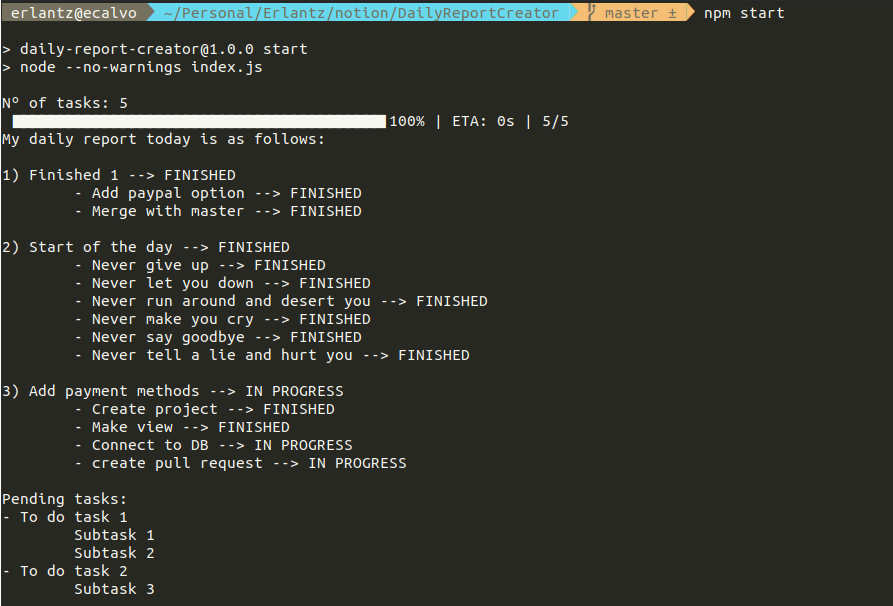 erlantz@ecalvo ~/Personal/Erlantz/notion/DailyReportCreator master ± npm start
> daily-report-creator@1.0.0 start
> node --no-warnings index.js
Nº of tasks: 5
100% | ETA: 0s | 5/5
My daily report today is as follows:
1) Finished 1 --> FINISHED
- Add paypal option --> FINISHED
- Merge with master --> FINISHED
2) Start of the day --> FINISHED
- Never give up --> FINISHED
- Never let you down --> FINISHED
- Never run around and desert you --> FINISHED
- Never make you cry --> FINISHED
- Never say goodbye --> FINISHED
- Never tell a lie and hurt you --> FINISHED
3) Add payment methods --> IN PROGRESS
- Create project --> FINISHED
- Make view --> FINISHED
- Connect to DB --> IN PROGRESS
- create pull request --> IN PROGRESS
Pending tasks:
- To do task 1
Subtask 1
Subtask 2
- To do task 2
Subtask 3